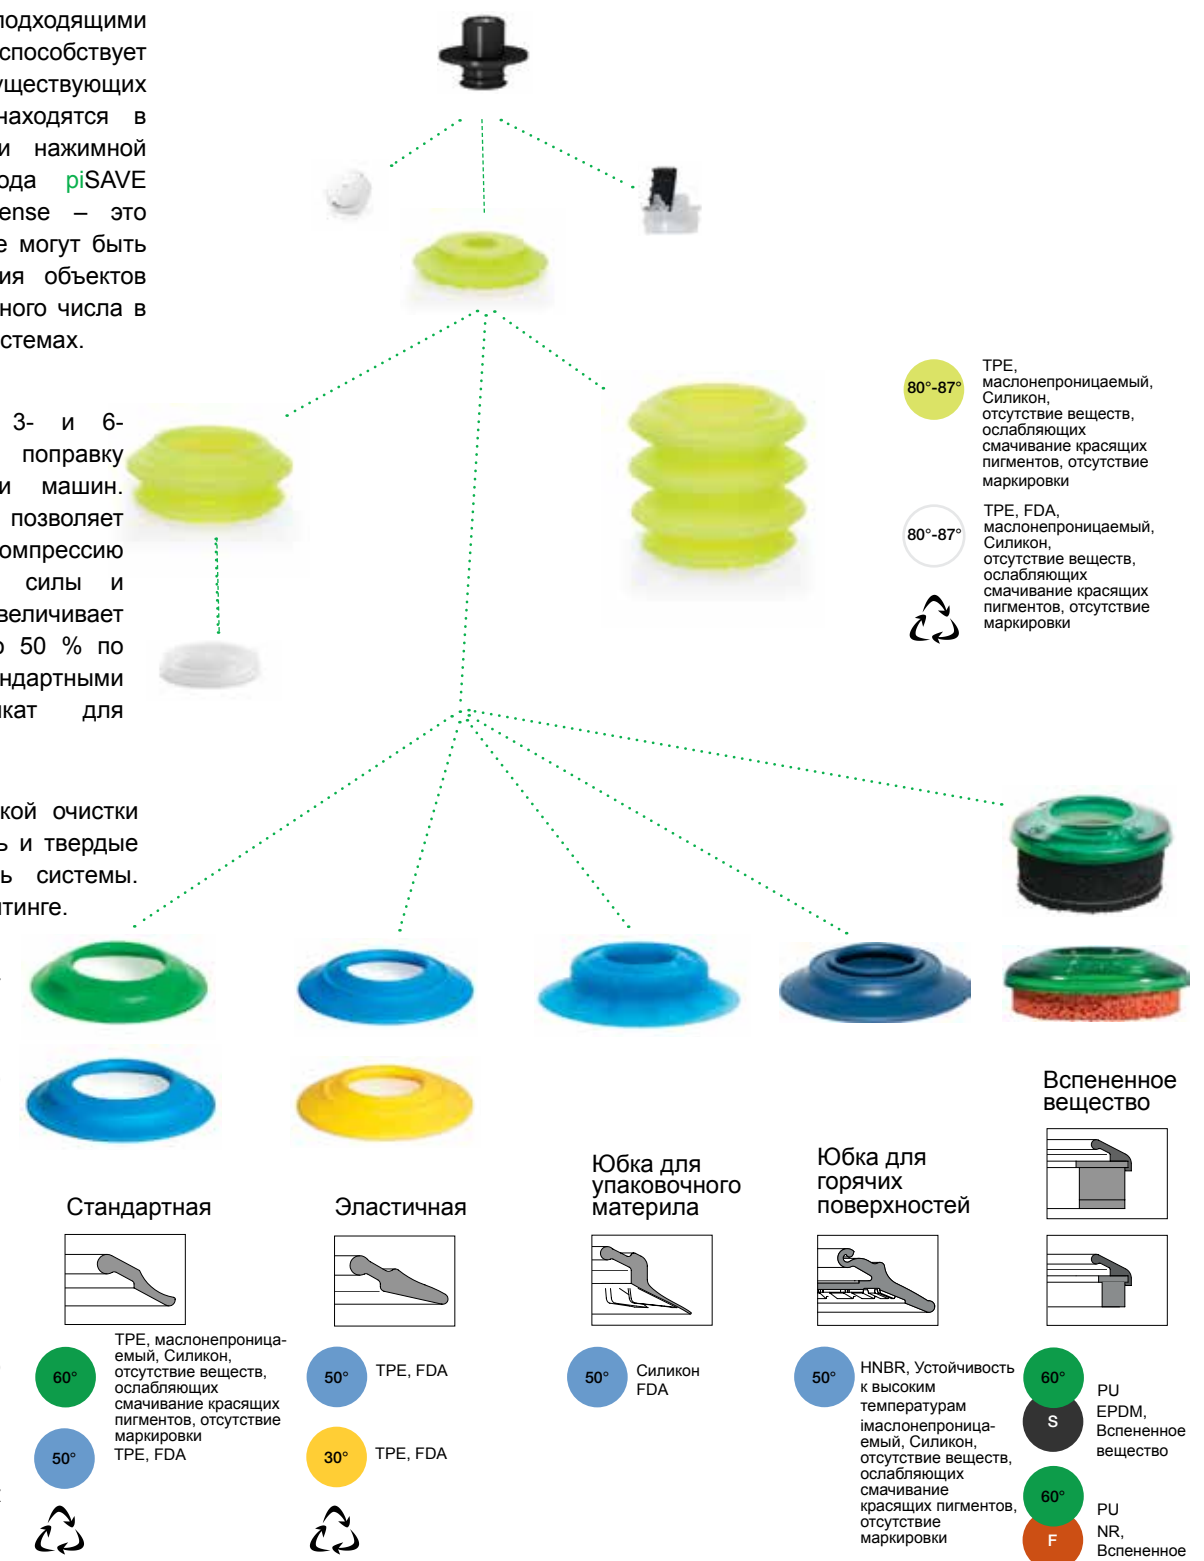 подходящими
способствует
уществующих
находятся в
и нажимной
ода piSAVE
ense – это
е могут быть
ия объектов
ного числа в
стемах.
3- и 6-
поправку
и машин.
позволяет
омпрессию
силы и
величивает
о 50 % по
ндартными
икат для
кой очистки
ь и твердые
ь системы.
йтинге.
80°-87°
TPE,
маслонепроницаемый,
Силикон,
отсутствие веществ,
ослабляющих
смачивание красящих
пигментов, отсутствие
маркировки
80°-87°
TPE, FDA,
маслонепроницаемый,
Силикон,
отсутствие веществ,
ослабляющих
смачивание красящих
пигментов, отсутствие
маркировки
Стандартная
60°
TPE, маслонепроница-
емый, Силикон,
отсутствие веществ,
ослабляющих
смачивание красящих
пигментов, отсутствие
маркировки
50°
TPE, FDA
Эластичная
50°
TPE, FDA
30°
TPE, FDA
Юбка для
упаковочного
материла
50°
Силикон
FDA
Юбка для
горячих
поверхностей
50°
HNBR, Устойчивость
к высоким
температурам
iмаслонепроница-
емый, Силикон,
отсутствие веществ,
ослабляющих
смачивание
красящих пигментов,
отсутствие
маркировки
Вспененное
вещество
60°
S
PU
EPDM,
Вспененное
вещество
60°
F
PU
NR,
Вспененное